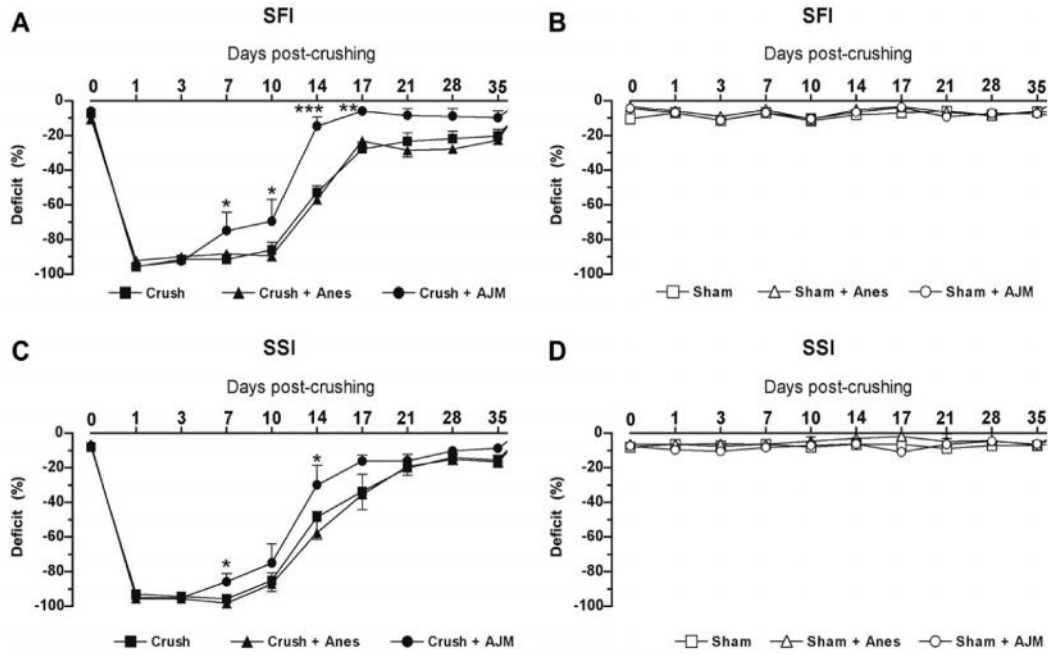 A
SFI
Days post-crushing
0 1 3 7 10 14 17 21 28 35
0
-20
-40
-60
-80
-100
Deficit (%)
* * *** **
Crush Crush + Anes Crush + AJM
B
SFI
Days post-crushing
0 1 3 7 10 14 17 21 28 35
0
-20
-40
-60
-80
-100
Deficit (%)
Sham Sham + Anes Sham + AJM
C
SSI
Days post-crushing
0 1 3 7 10 14 17 21 28 35
0
-20
-40
-60
-80
-100
Deficit (%)
* *
Crush Crush + Anes Crush + AJM
D
SSI
Days post-crushing
0 1 3 7 10 14 17 21 28 35
0
-20
-40
-60
-80
-100
Deficit (%)
Sham Sham + Anes Sham + AJM